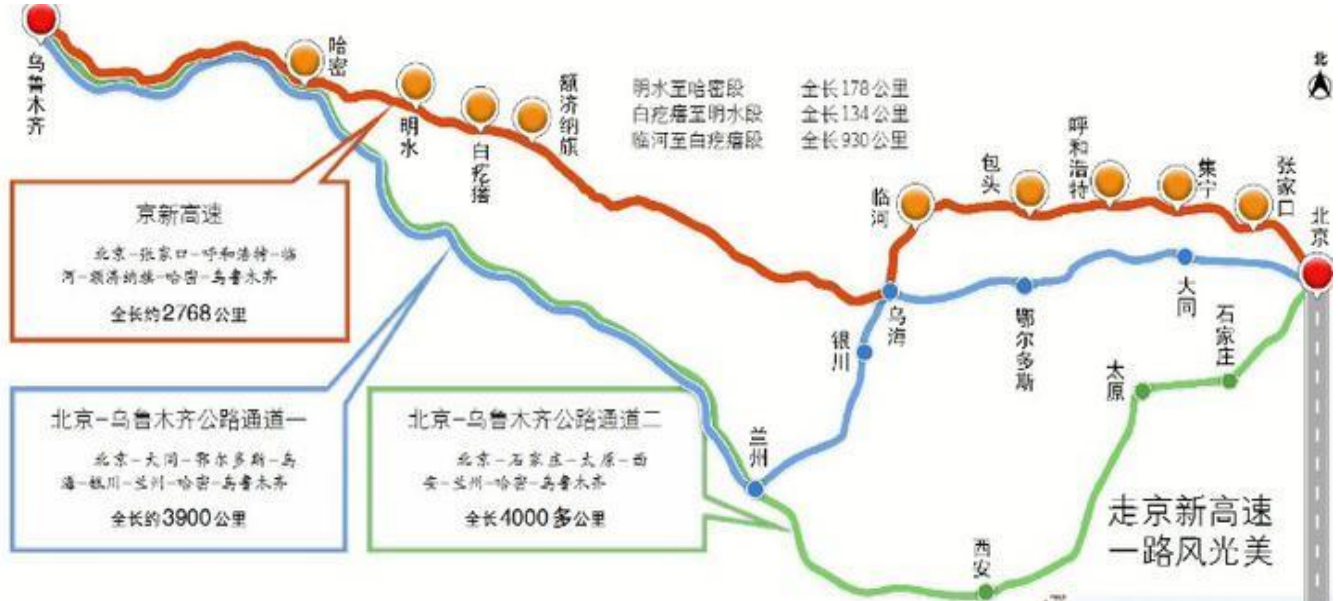 乌鲁木齐
哈密
明水
白疙瘩
额济纳旗
明水至哈密段 全长178公里
白疙瘩至明水段 全长134公里
临河至白疙瘩段 全长930公里
临河
包头
呼和浩特
集宁
张家口
北京
北
京新高速
北京-张家口-呼和浩特-临
河-额济纳旗-哈密-乌鲁木齐
全长约2768公里
乌海
银川
鄂尔多斯
大同
石家庄
太原
北京-乌鲁木齐公路通道一
北京-大同-鄂尔多斯-乌
海-银川-兰州-哈密-乌鲁木齐
全长约3900公里
北京-乌鲁木齐公路通道二
北京-石家庄-太原-西
安-兰州-哈密-乌鲁木齐
全长4000多公里
兰州
西安
走京新高速
一路风光美